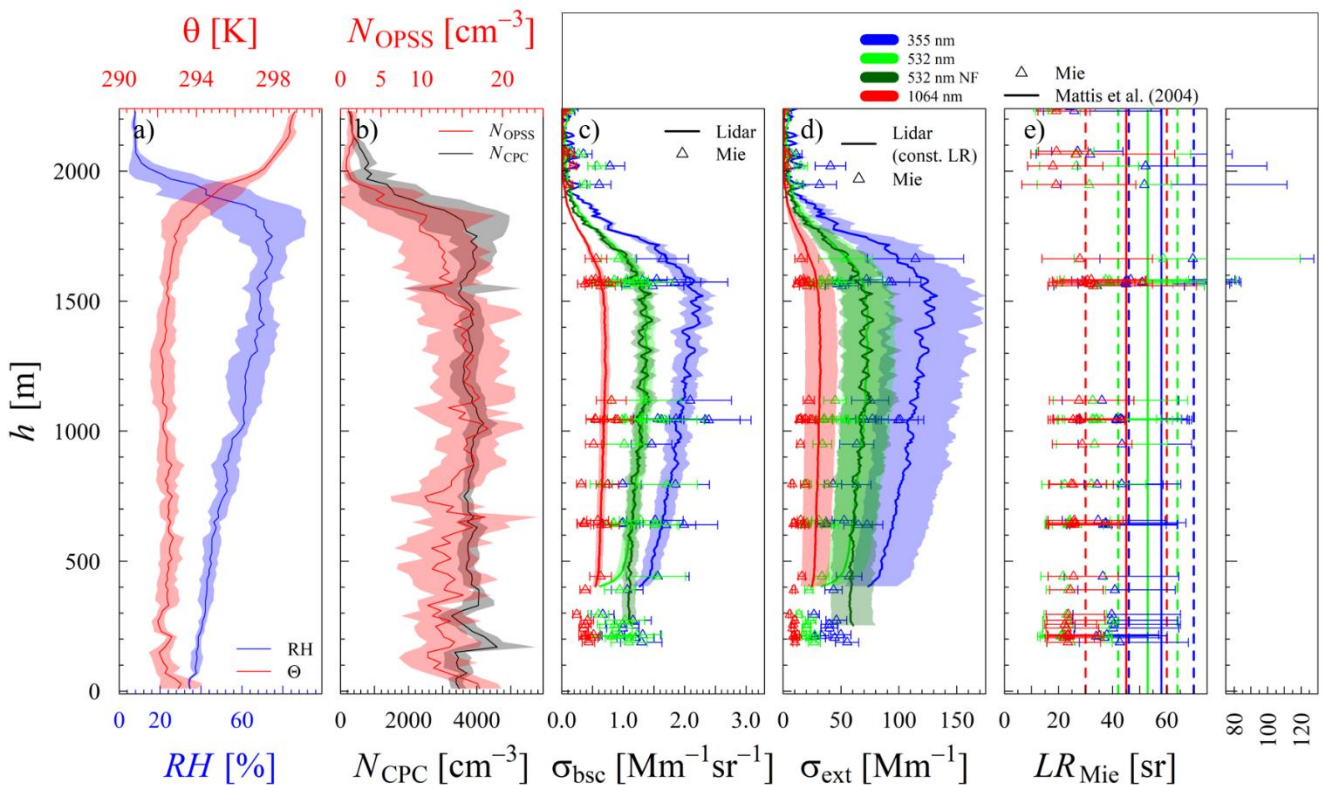 θ [K]
290 294 298
N_OPSS [cm⁻³]
0 10 20
355 nm
532 nm
532 nm NF
1064 nm
Mie
Mattis et al. (2004)
a)
b)
N_OPSS
N_CPC
c)
Lidar
Mie
d)
Lidar
(const. LR)
Mie
e)
h [m]
2000
1500
1000
500
0
RH
Θ
0 20 60
0 2000 4000
0.0 1.0 2.0 3.0
0 50 100 150
0 20 40 60
80 100 120
RH [%]
N_CPC [cm⁻³]
σ_bsc [Mm⁻¹sr⁻¹]
σ_ext [Mm⁻¹]
LR_Mie [sr]